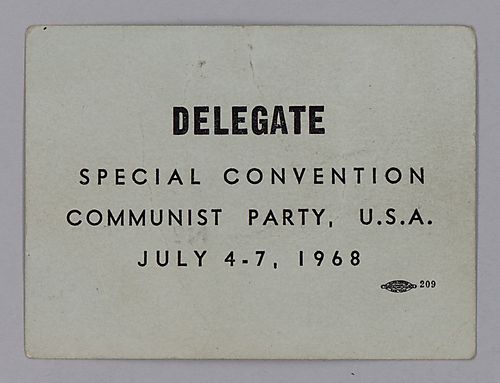 DELEGATE
SPECIAL CONVENTION
COMMUNIST PARTY, U.S.A.
JULY 4-7, 1968
209